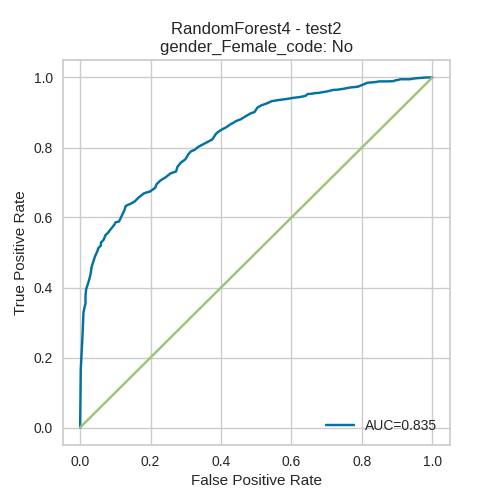 RandomForest4 - test2
gender_Female_code: No
True Positive Rate
1.0
0.8
0.6
0.4
0.2
0.0
AUC=0.835
0.0 0.2 0.4 0.6 0.8 1.0
False Positive Rate